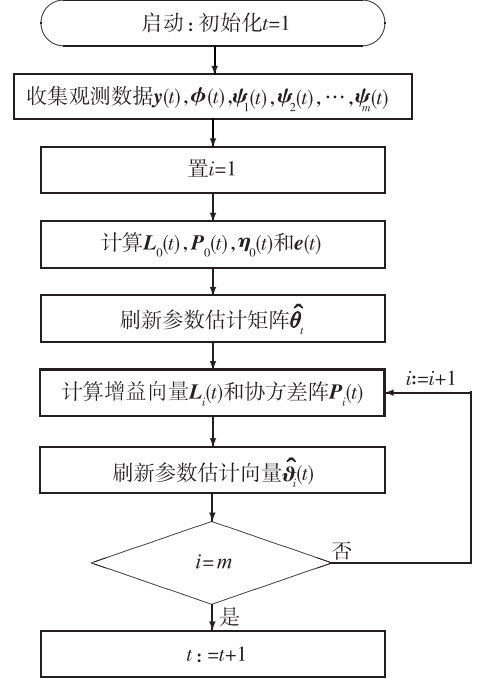 启动:初始化t=1
收集观测数据y(t),ϕ(t),ψ₁(t),ψ₂(t),⋯,ψₘ(t)
置i=1
计算L₀(t),P₀(t),η₀(t)和e(t)
刷新参数估计矩阵θ̂ₜ
计算增益向量Lᵢ(t)和协方差阵Pᵢ(t)
i:=i+1
刷新参数估计向量ϑ̂ᵢ(t)
i=m
否
是
t:=t+1